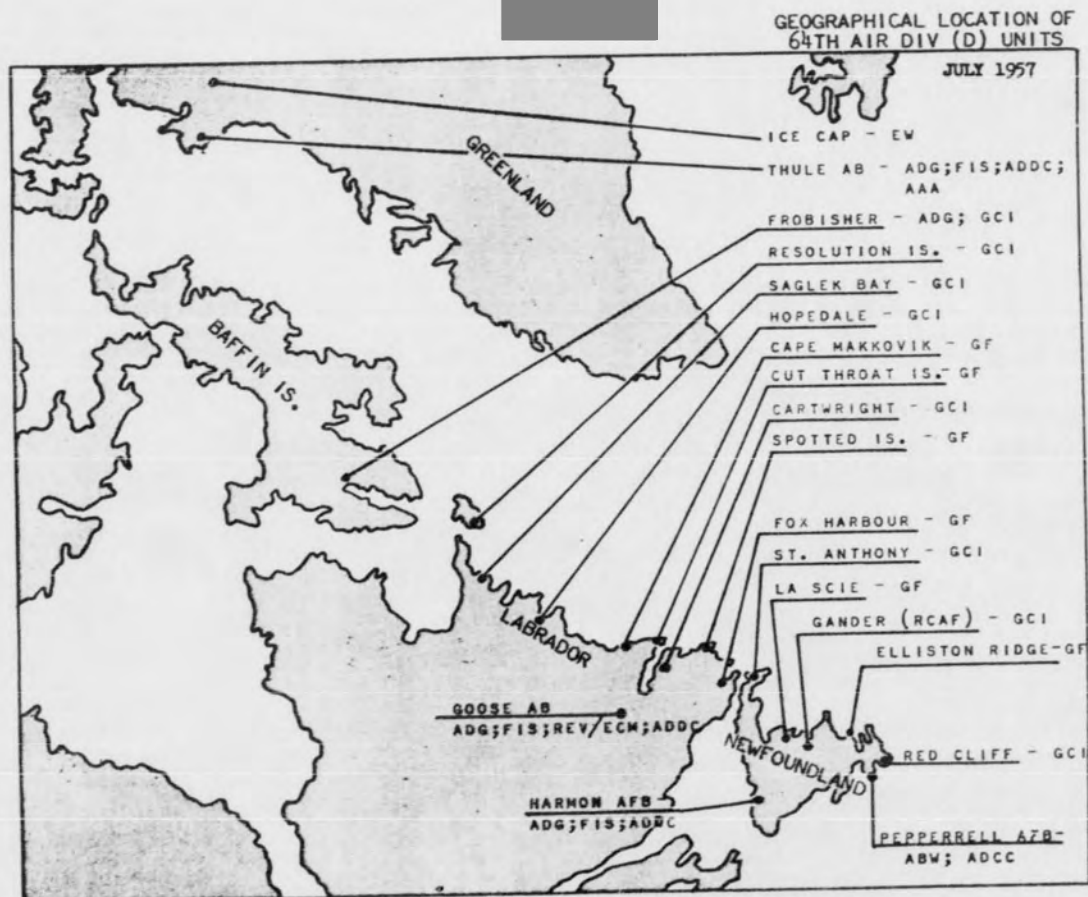 GEOGRAPHICAL LOCATION OF
64TH AIR DIV (D) UNITS
JULY 1957
ICE CAP - EW
THULE AB - ADG;FIS;ADDC;
AAA
GREENLAND
FROBISHER - ADG; GCI
RESOLUTION IS. - GCI
SAGLEK BAY - GCI
HOPEDALE - GCI
BAFFIN IS.
CAPE MAKKOVIK - GF
CUT THROAT IS.- GF
CARTWRIGHT - GCI
SPOTTED IS. - GF
FOX HARBOUR - GF
ST. ANTHONY - GCI
LA SCIE - GF
LABRADOR
GANDER (RCAF) - GCI
ELLISTON RIDGE-GF
GOOSE AB
ADG;FIS;REV/ECM;ADDC
NEWFOUNDLAND
RED CLIFF - GCI
HARMON AFB -
ADG;FIS;ADDC
PEPPERRELL AFB-
ABW; ADCC